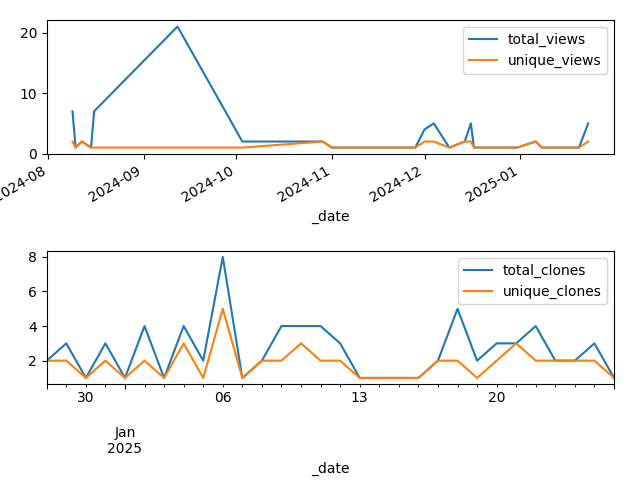 20
10
0
total_views
unique_views
2024-08
2024-09
2024-10
2024-11
2024-12
2025-01
_date
8
6
4
2
total_clones
unique_clones
30
06
13
20
Jan
2025
_date